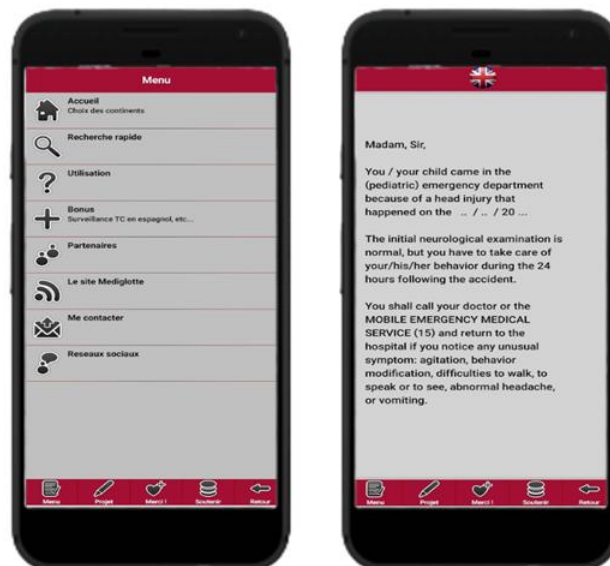 Menu
Accueil
Choix des continents
Recherche rapide
Utilisation
Bonus
Surveillance TC en espagnol, etc...
Partenaires
Le site Mediglotte
Me contacter
Reseaux sociaux
Menu Projet Merci ! Soutenir Retour
Madam, Sir,
You / your child came in the
(pediatric) emergency department
because of a head injury that
happened on the .. / .. / 20 ...
The initial neurological examination is
normal, but you have to take care of
your/his/her behavior during the 24
hours following the accident.
You shall call your doctor or the
MOBILE EMERGENCY MEDICAL
SERVICE (15) and return to the
hospital if you notice any unusual
symptom: agitation, behavior
modification, difficulties to walk, to
speak or to see, abnormal headache,
or vomiting.
Menu Projet Merci ! Soutenir Retour